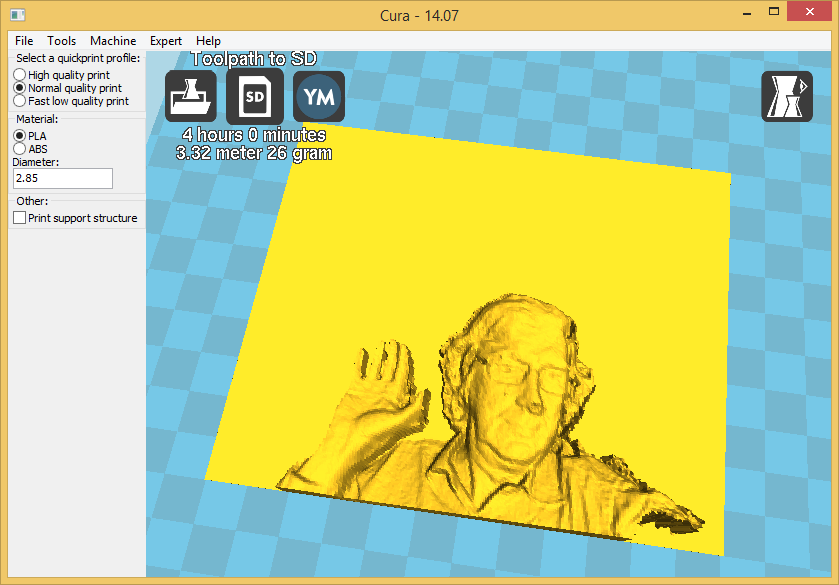 Cura - 14.07
File Tools Machine Expert Help
Select a quickprint profile:
High quality print
Normal quality print
Fast low quality print
Material:
PLA
ABS
Diameter:
2.85
Other:
Print support structure
Toolpath to SD
SD
YM
4 hours 0 minutes
3.32 meter 26 gram